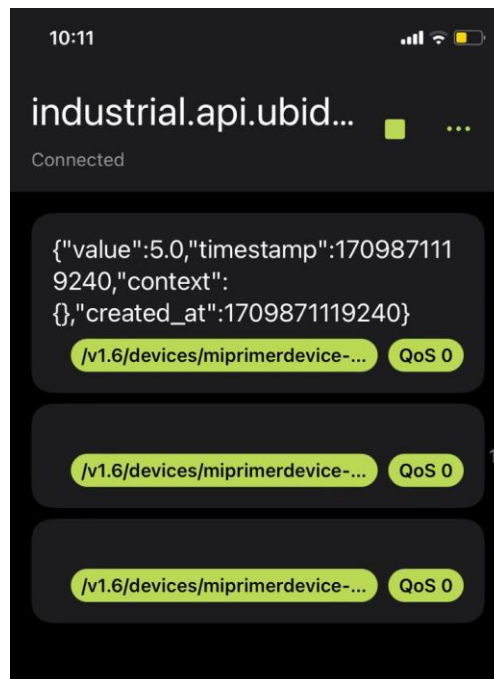 10:11
industrial.api.ubid...
Connected
{"value":5.0,"timestamp":170987111
9240,"context":
{},"created_at":1709871119240}
/v1.6/devices/miprimerdevice-... QoS 0
/v1.6/devices/miprimerdevice-... QoS 0
/v1.6/devices/miprimerdevice-... QoS 0